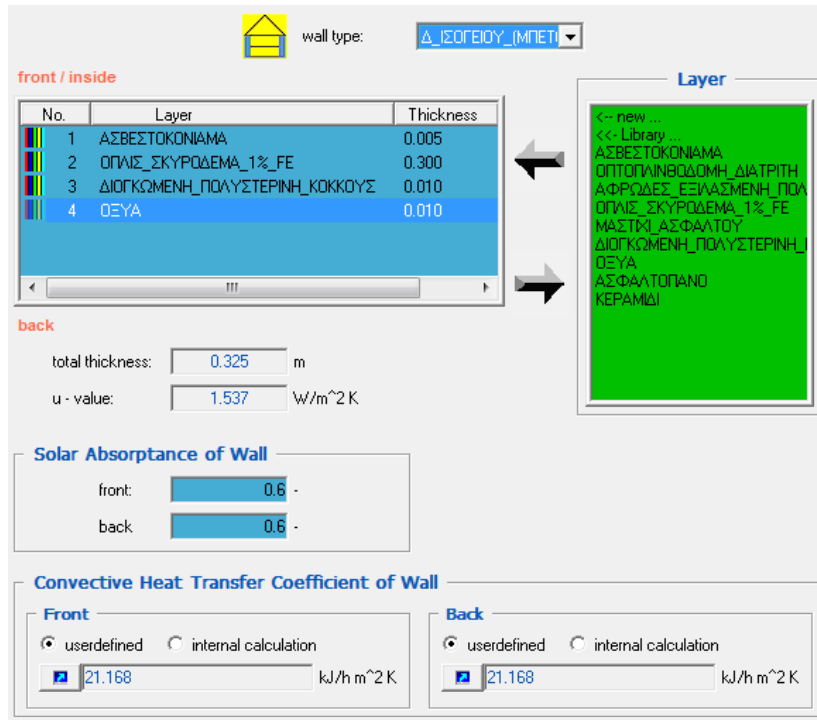 wall type: Δ_ΙΣΟΓΕΙΟΥ_(ΜΠΕΤ
front / inside
No. Layer Thickness
1 ΑΣΒΕΣΤΟΚΟΝΙΑΜΑ 0.005
2 ΟΠΛΙΣ_ΣΚΥΡΟΔΕΜΑ_1%_FE 0.300
3 ΔΙΟΓΚΩΜΕΝΗ_ΠΟΛΥΣΤΕΡΙΝΗ_ΚΟΚΚΟΥΣ 0.010
4 ΟΞΥΑ 0.010
back
total thickness: 0.325 m
u - value: 1.537 W/m^2 K
Layer
<-- new ...
<<- Library ...
ΑΣΒΕΣΤΟΚΟΝΙΑΜΑ
ΟΠΤΟΠΛΙΝΘΟΔΟΜΗ_ΔΙΑΤΡΙΤΗ
ΑΦΡΩΔΕΣ_ΕΞΙΛΑΣΜΕΝΗ_ΠΟΛ
ΟΠΛΙΣ_ΣΚΥΡΟΔΕΜΑ_1%_FE
ΜΑΣΤΙΧΙ_ΑΣΦΑΛΤΟΥ
ΔΙΟΓΚΩΜΕΝΗ_ΠΟΛΥΣΤΕΡΙΝΗ_
ΟΞΥΑ
ΑΣΦΑΛΤΟΠΑΝΟ
ΚΕΡΑΜΙΔΙ
Solar Absorptance of Wall
front: 0.6 -
back 0.6 -
Convective Heat Transfer Coefficient of Wall
Front
userdefined internal calculation
21.168 kJ/h m^2 K
Back
userdefined internal calculation
21.168 kJ/h m^2 K